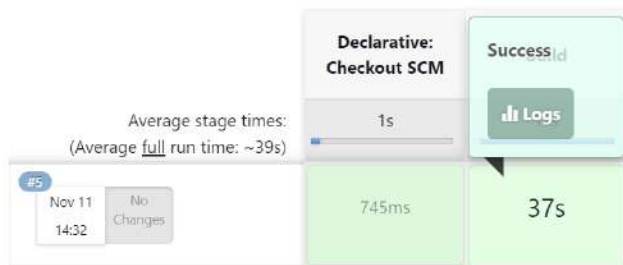 Declarative:
Checkout SCM
Success
Build
Logs
Average stage times:
(Average full run time: ~39s)
1s
#5
Nov 11
14:32
No
Changes
745ms
37s